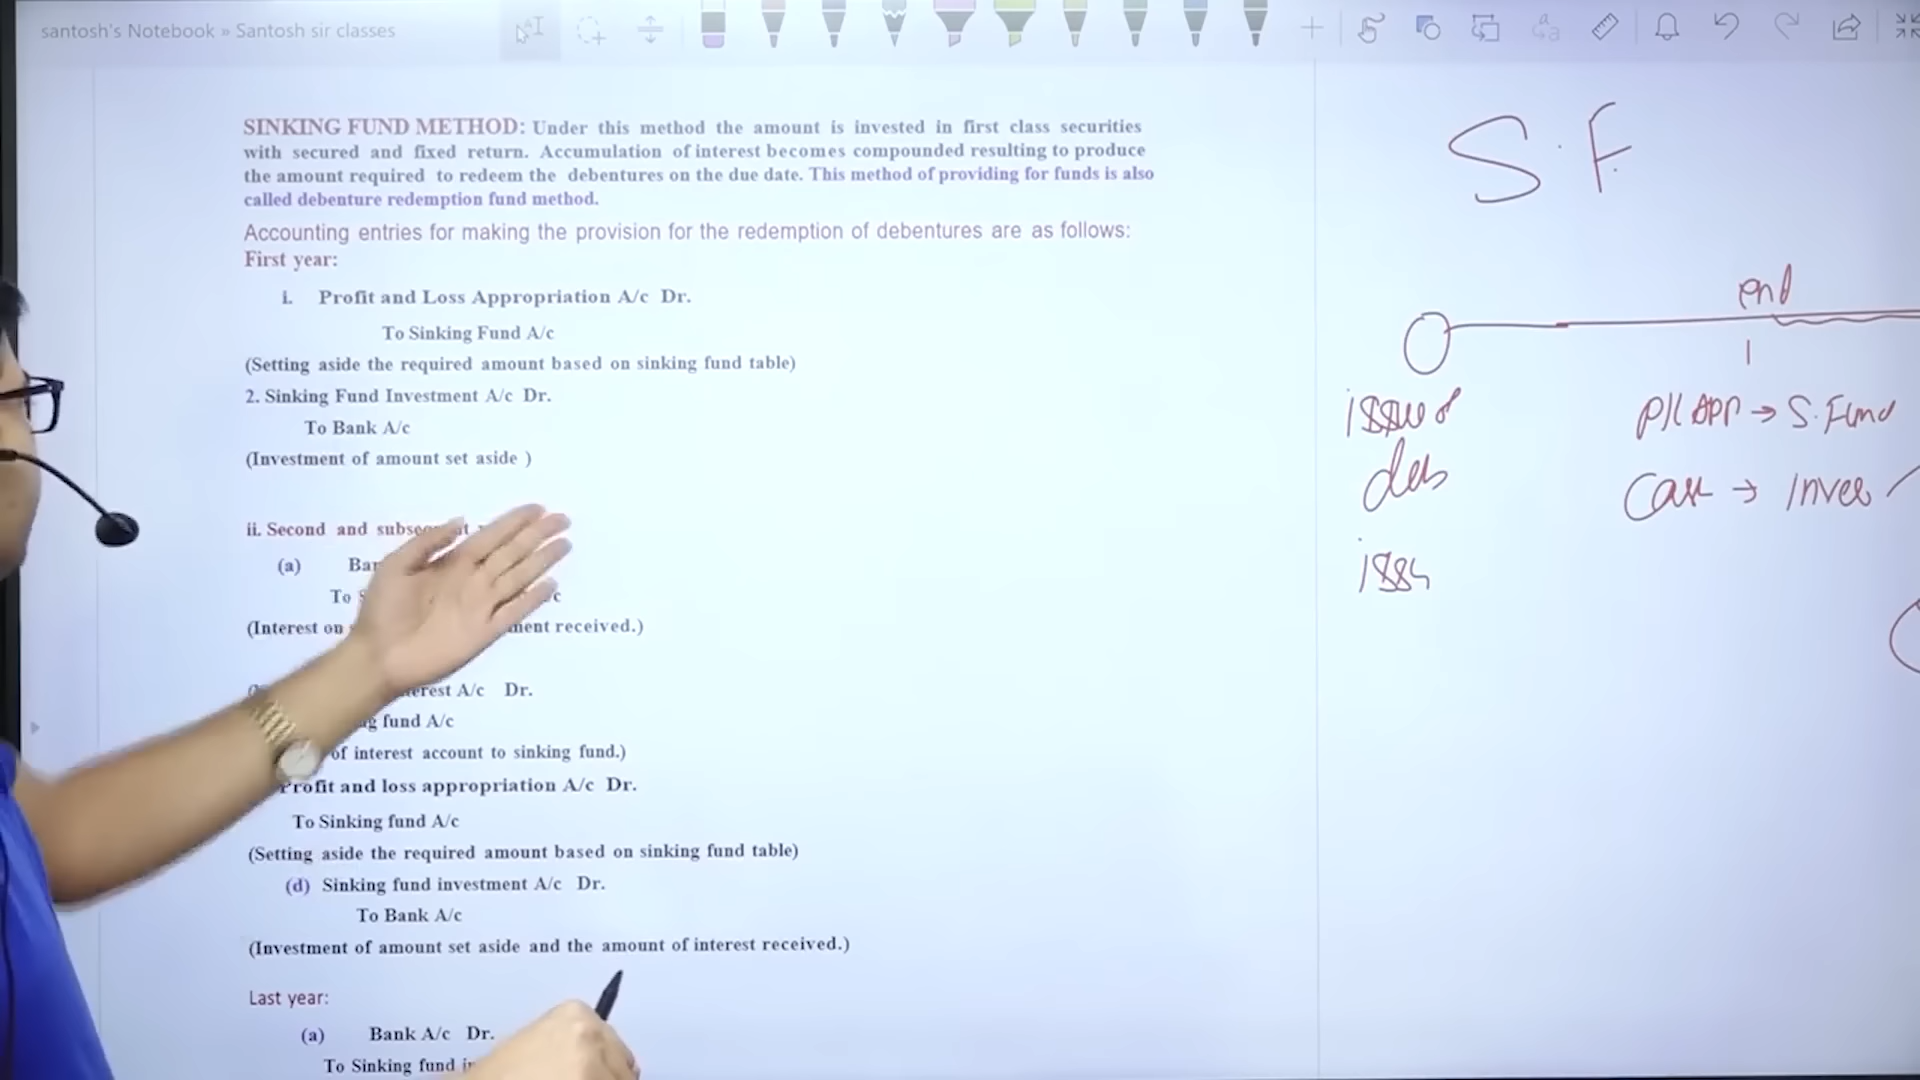 santosh's Notebook » Santosh sir classes
SINKING FUND METHOD: Under this method the amount is invested in first class securities
with secured and fixed return. Accumulation of interest becomes compounded resulting to produce
the amount required to redeem the debentures on the due date. This method of providing for funds is also
called debenture redemption fund method.
Accounting entries for making the provision for the redemption of debentures are as follows:
First year:
i. Profit and Loss Appropriation A/c Dr.
To Sinking Fund A/c
(Setting aside the required amount based on sinking fund table)
2. Sinking Fund Investment A/c Dr.
To Bank A/c
(Investment of amount set aside )
ii. Second and
(a)
To
(Interest on received.)
A/c Dr.
fund A/c
of interest account to sinking fund.)
Profit and loss appropriation A/c Dr.
To Sinking fund A/c
(Setting aside the required amount based on sinking fund table)
(d) Sinking fund investment A/c Dr.
To Bank A/c
(Investment of amount set aside and the amount of interest received.)
Last year:
(a) Bank A/c Dr.
To Sinking fund
S.F
end
1
issue of
deb
P/L APP → S. Fund